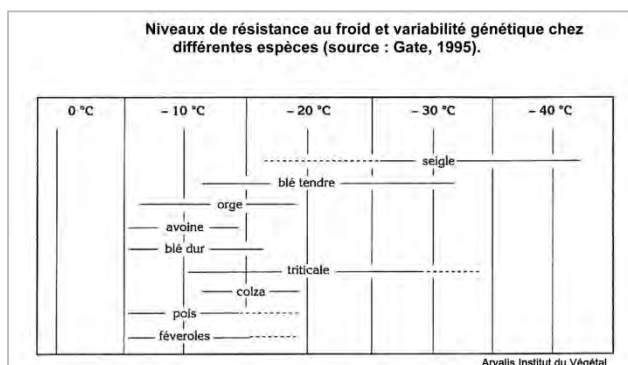 Niveaux de résistance au froid et variabilité génétique chez
différentes espèces (source : Gate, 1995).
0 °C – 10 °C – 20 °C – 30 °C – 40 °C
seigle
blé tendre
orge
avoine
blé dur
triticale
colza
pois
féveroles
Arvalis Institut du Végétal